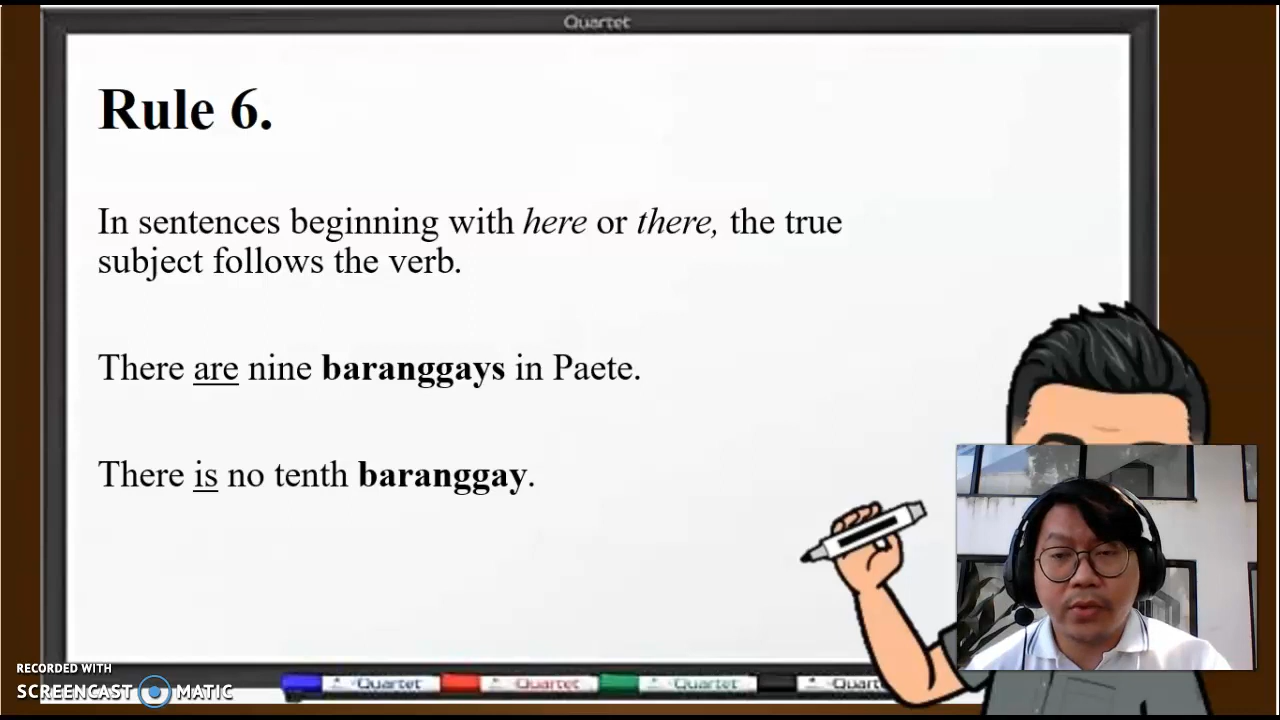 Quartet
Rule 6.
In sentences beginning with here or there, the true
subject follows the verb.
There are nine baranggays in Paete.
There is no tenth baranggay.
RECORDED WITH
SCREENCAST MATIC
Quartet Quartet Quartet Quart